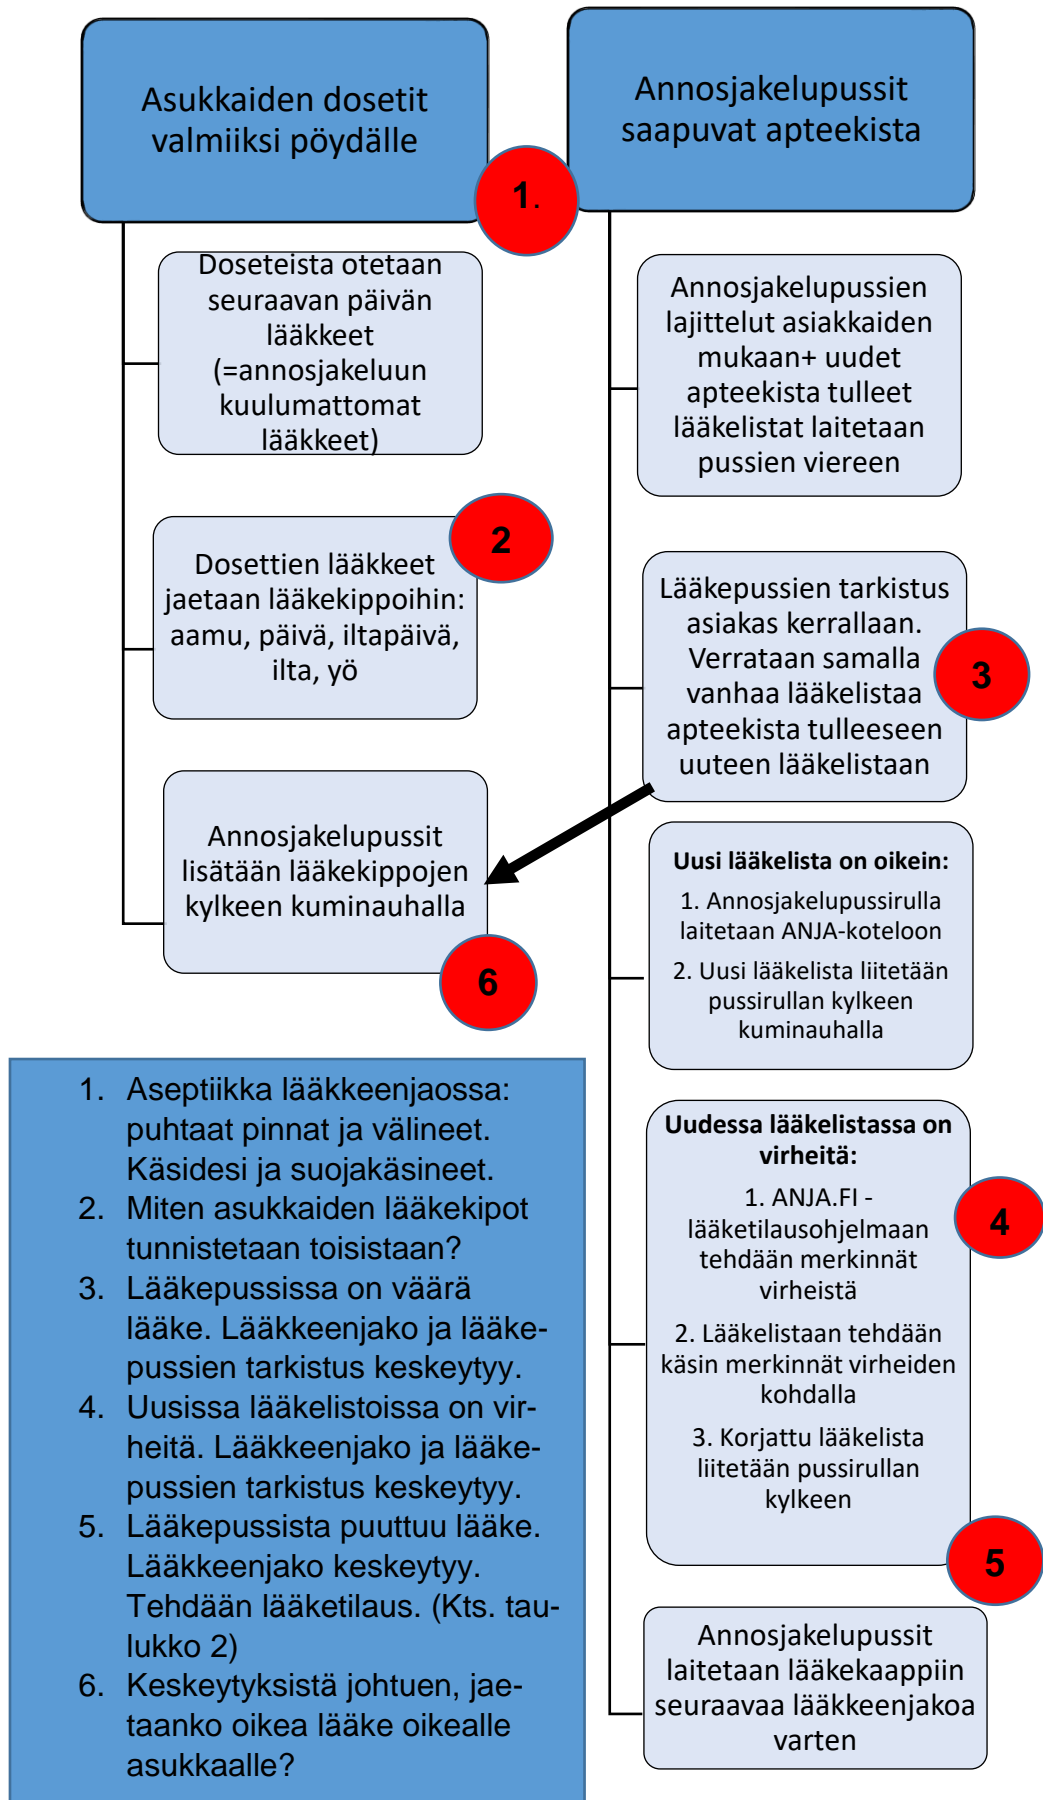 Asukkaiden dosetit
valmiiksi pöydälle
Annosjakelupussit
saapuvat apteekista
1.
Doseteista otetaan
seuraavan päivän
lääkkeet
(=annosjakeluun
kuulumattomat
lääkkeet)
2
Dosettien lääkkeet
jaetaan lääkekippoihin:
aamu, päivä, iltapäivä,
ilta, yö
Annosjakelupussit
lisätään lääkekippojen
kylkeen kuminauhalla
6
Annosjakelupussien
lajittelut asiakkaiden
mukaan+ uudet
apteekista tulleet
lääkelistat laitetaan
pussien viereen
Lääkepussien tarkistus
asiakas kerrallaan.
Verrataan samalla
vanhaa lääkelistaa
apteekista tulleeseen
uuteen lääkelistaan
3
Uusi lääkelista on oikein:
1. Annosjakelupussirulla
laitetaan ANJA-koteloon
2. Uusi lääkelista liitetään
pussirullan kylkeen
kuminauhalla
Uudessa lääkelistassa on
virheitä:
1. ANJA.FI -
lääketilausohjelmaan
tehdään merkinnät
virheistä
4
2. Lääkelistaan tehdään
käsin merkinnät virheiden
kohdalla
3. Korjattu lääkelista
liitetään pussirullan
kylkeen
5
Annosjakelupussit
laitetaan lääkekaappiin
seuraavaa lääkkeenjakoa
varten
1. Aseptiikka lääkkeenjaossa:
puhtaat pinnat ja välineet.
Käsidesi ja suojakäsineet.
2. Miten asukkaiden lääkekipot
tunnistetaan toisistaan?
3. Lääkepussissa on väärä
lääke. Lääkkeenjako ja lääke-
pussien tarkistus keskeytyy.
4. Uusissa lääkelistoissa on vir-
heitä. Lääkkeenjako ja lääke-
pussien tarkistus keskeytyy.
5. Lääkepussista puuttuu lääke.
Lääkkeenjako keskeytyy.
Tehdään lääketilaus. (Kts. tau-
lukko 2)
6. Keskeytyksistä johtuen, jae-
taanko oikea lääke oikealle
asukkaalle?